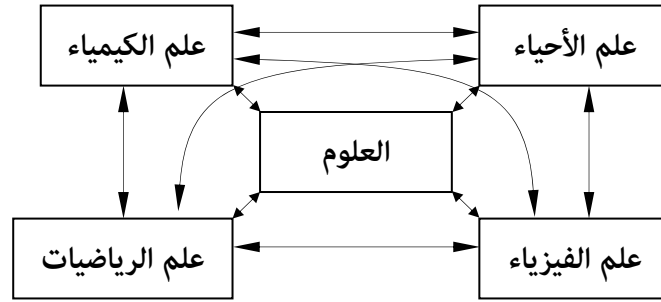 علم الأحياء
علم الكيمياء
العلوم
علم الفيزياء
علم الرياضيات